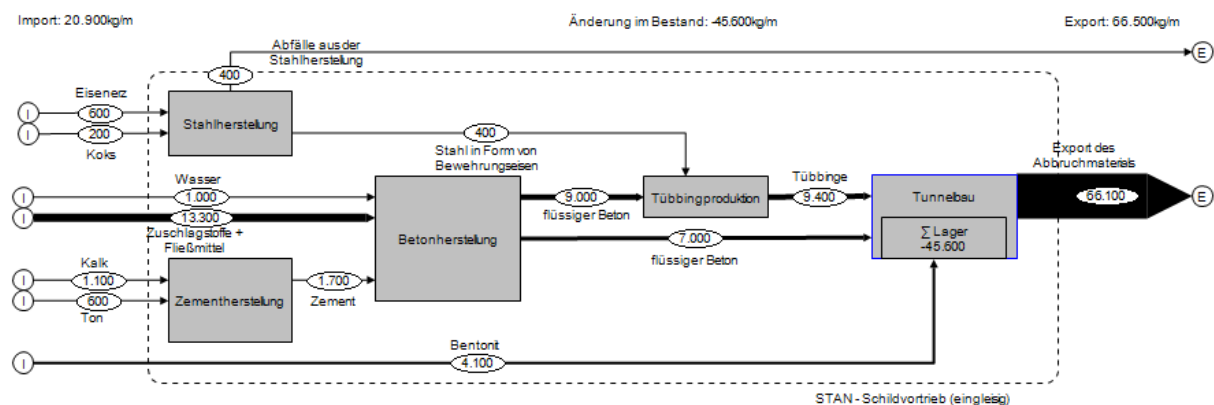 Import: 20.900kg/m
Änderung im Bestand: -45.600kg/m
Export: 66.500kg/m
Abfälle aus der
Stahlherstellung
E
400
Eisenerz
I
600
Stahlherstellung
I
200
Koks
400
Stahl in Form von
Bewehrungseisen
Export des
Abbruchmaterials
Wasser
I
1.000
I
13.300
Zuschlagstoffe +
Fließmittel
Betonherstellung
9.000
flüssiger Beton
Tübbingproduktion
Tübbinge
9.400
Tunnelbau
66.100
E
∑ Lager
-45.600
7.000
flüssiger Beton
Kalk
I
1.100
I
600
Ton
Zementherstellung
1.700
Zement
Bentonit
I
4.100
STAN - Schildvortrieb (eingleisig)